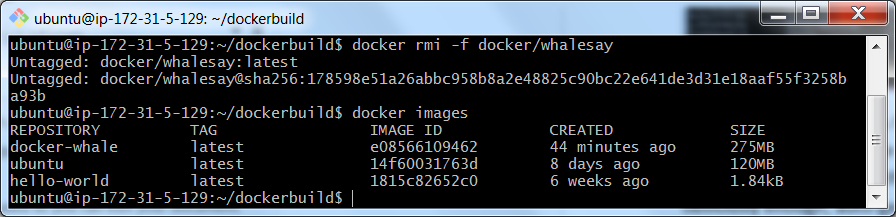 ubuntu@ip-172-31-5-129: ~/dockerbuild
ubuntu@ip-172-31-5-129:~/dockerbuild$ docker rmi -f docker/whalesay
Untagged: docker/whalesay:latest
Untagged: docker/whalesay@sha256:178598e51a26abbc958b8a2e48825c90bc22e641de3d31e18aaf55f3258b
a93b
ubuntu@ip-172-31-5-129:~/dockerbuild$ docker images
REPOSITORY TAG IMAGE ID CREATED SIZE
docker-whale latest e08566109462 44 minutes ago 275MB
ubuntu latest 14f60031763d 8 days ago 120MB
hello-world latest 1815c82652c0 6 weeks ago 1.84kB
ubuntu@ip-172-31-5-129:~/dockerbuild$